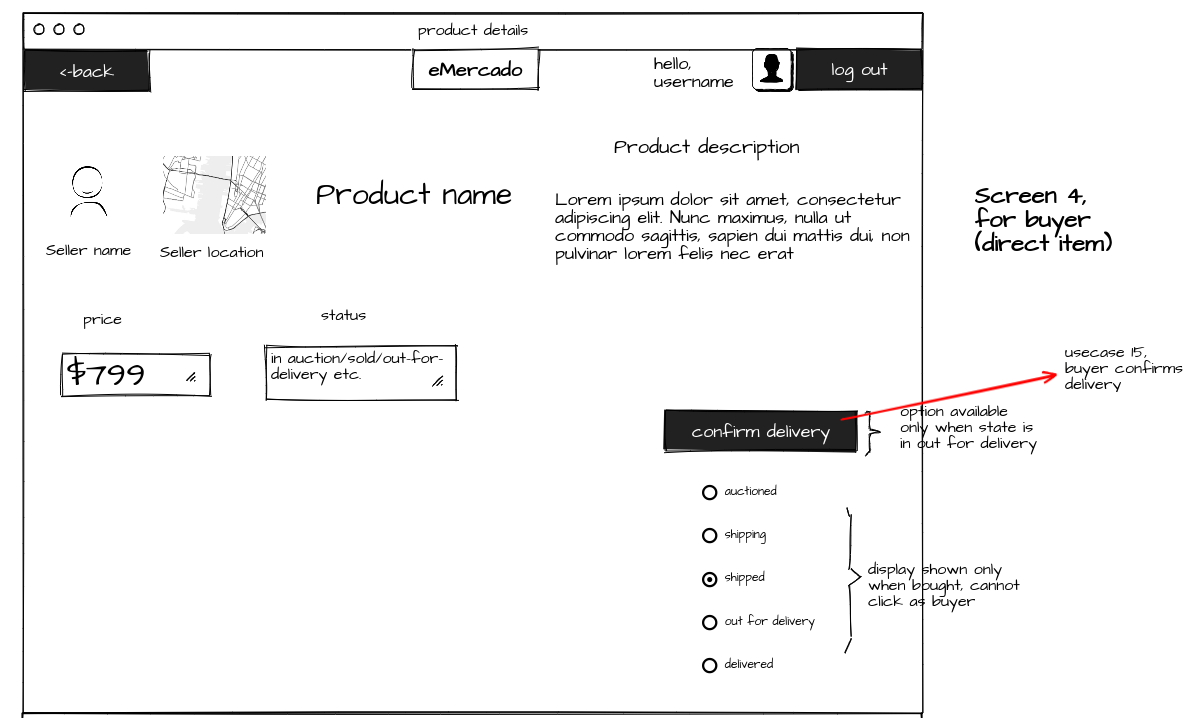 product details
<-back
eMercado
hello,
username
log out
Product description
Product name
Lorem ipsum dolor sit amet, consectetur
adipiscing elit. Nunc maximus, nulla ut
commodo sagittis, sapien dui mattis dui, non
pulvinar lorem felis nec erat
Screen 4,
for buyer
(direct item)
Seller name
Seller location
price
status
$799
in auction/sold/out-for-
delivery etc.
usecase 15,
buyer confirms
delivery
confirm delivery
option available
only when state is
in out for delivery
auctioned
shipping
shipped
out for delivery
delivered
display shown only
when bought, cannot
click as buyer